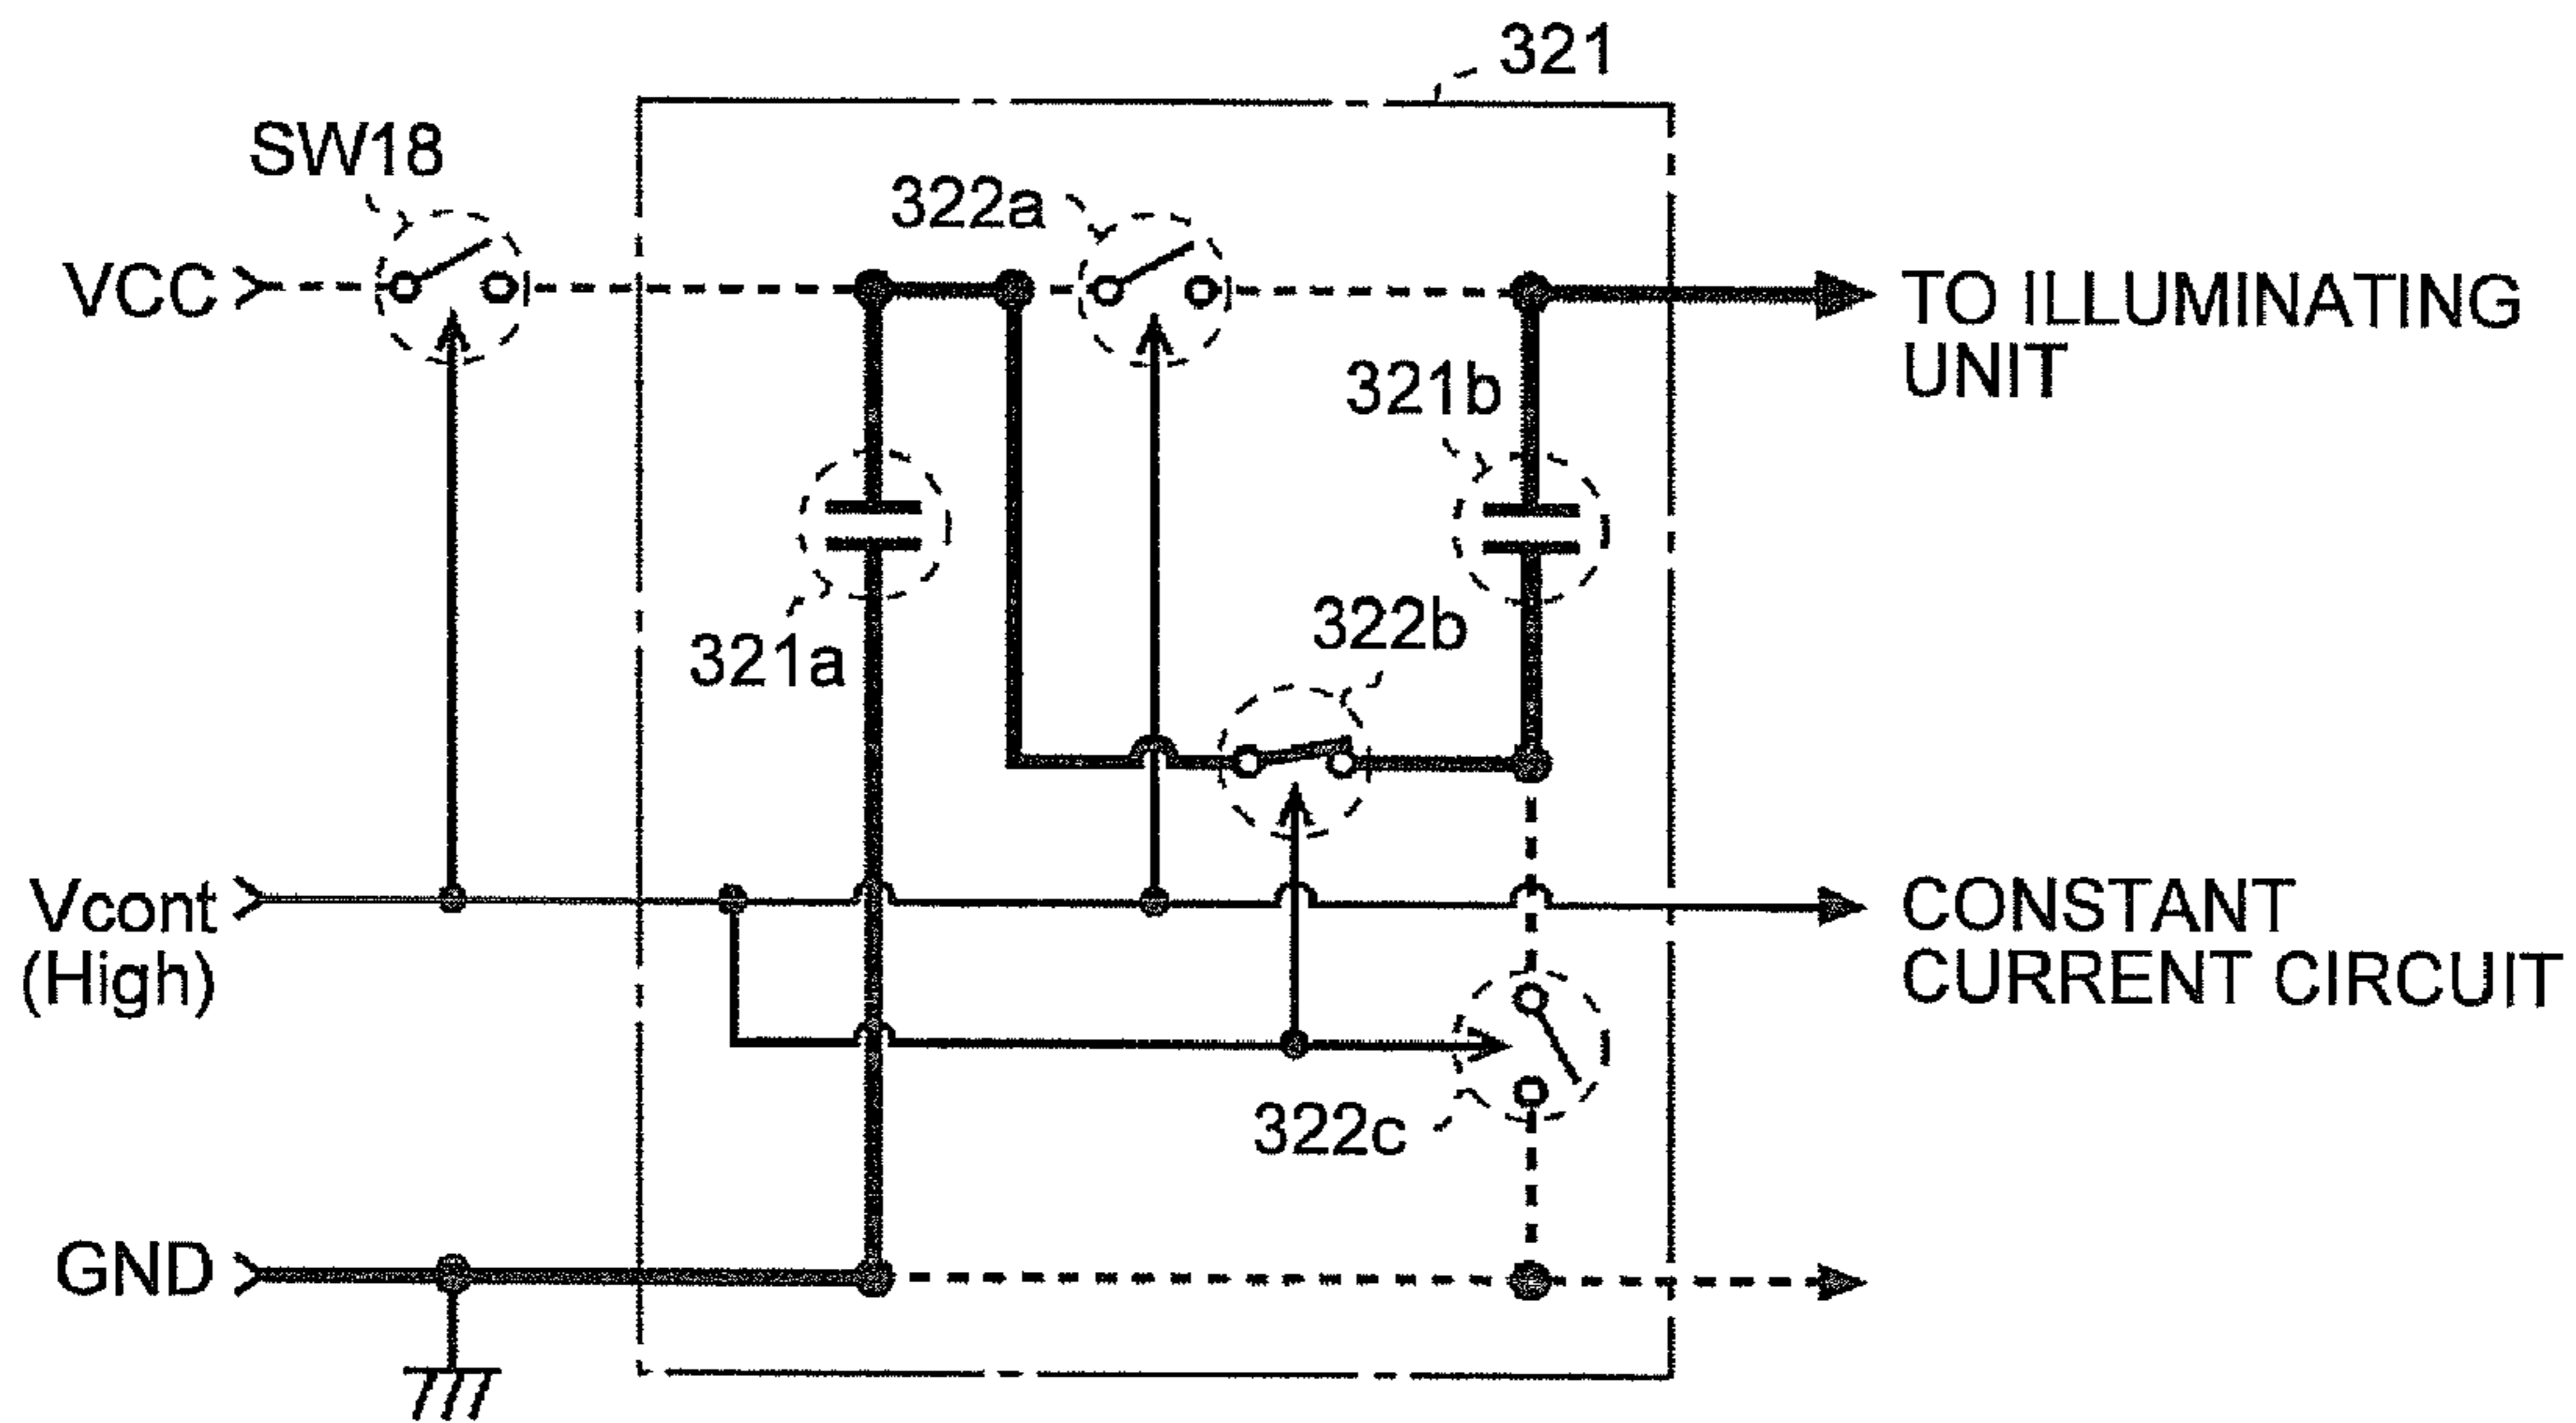 321
SW18
322a
VCC
TO ILLUMINATING
UNIT
321b
322b
321a
Vcont
(High)
CONSTANT
CURRENT CIRCUIT
322c
GND